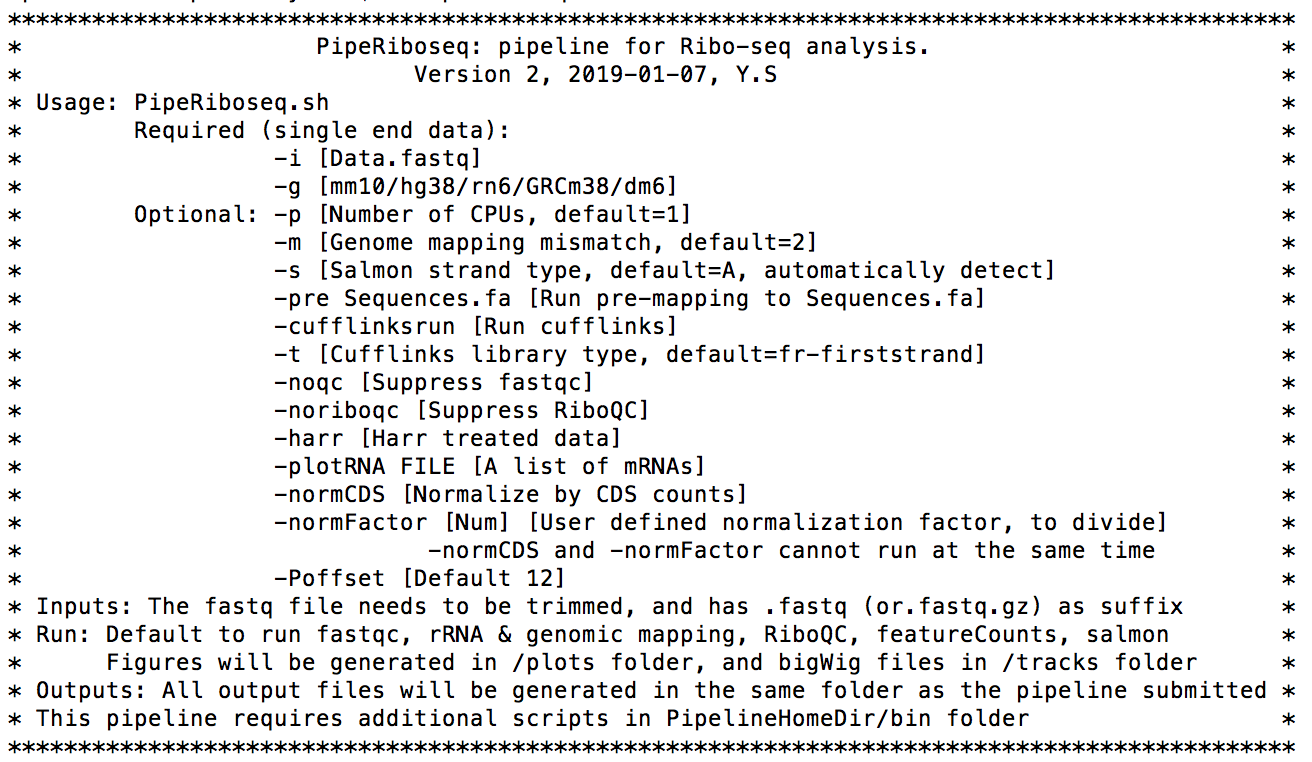 ********************************************************************************************
* PipeRiboseq: pipeline for Ribo-seq analysis. *
* Version 2, 2019-01-07, Y.S *
* Usage: PipeRiboseq.sh *
* Required (single end data): *
* -i [Data.fastq] *
* -g [mm10/hg38/rn6/GRCm38/dm6] *
* Optional: -p [Number of CPUs, default=1] *
* -m [Genome mapping mismatch, default=2] *
* -s [Salmon strand type, default=A, automatically detect] *
* -pre Sequences.fa [Run pre-mapping to Sequences.fa] *
* -cufflinksrun [Run cufflinks] *
* -t [Cufflinks library type, default=fr-firststrand] *
* -noqc [Suppress fastqc] *
* -noriboqc [Suppress RiboQC] *
* -harr [Harr treated data] *
* -plotRNA FILE [A list of mRNAs] *
* -normCDS [Normalize by CDS counts] *
* -normFactor [Num] [User defined normalization factor, to divide] *
* -normCDS and -normFactor cannot run at the same time *
* -Poffset [Default 12] *
* Inputs: The fastq file needs to be trimmed, and has .fastq (or.fastq.gz) as suffix *
* Run: Default to run fastqc, rRNA & genomic mapping, RiboQC, featureCounts, salmon *
* Figures will be generated in /plots folder, and bigWig files in /tracks folder *
* Outputs: All output files will be generated in the same folder as the pipeline submitted *
* This pipeline requires additional scripts in PipelineHomeDir/bin folder *
********************************************************************************************